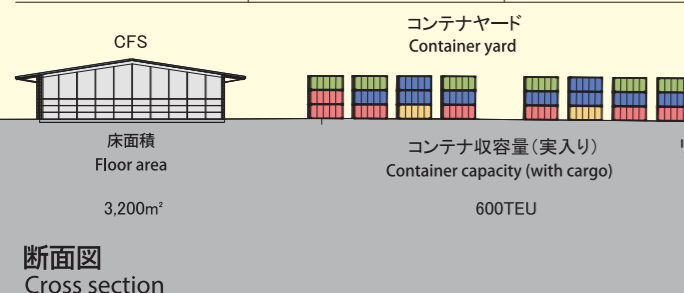 CFS
コンテナヤード
Container yard
床面積
Floor area
3,200m²
コンテナ収容量（実入り）
Container capacity (with cargo)
600TEU
断面図
Cross section